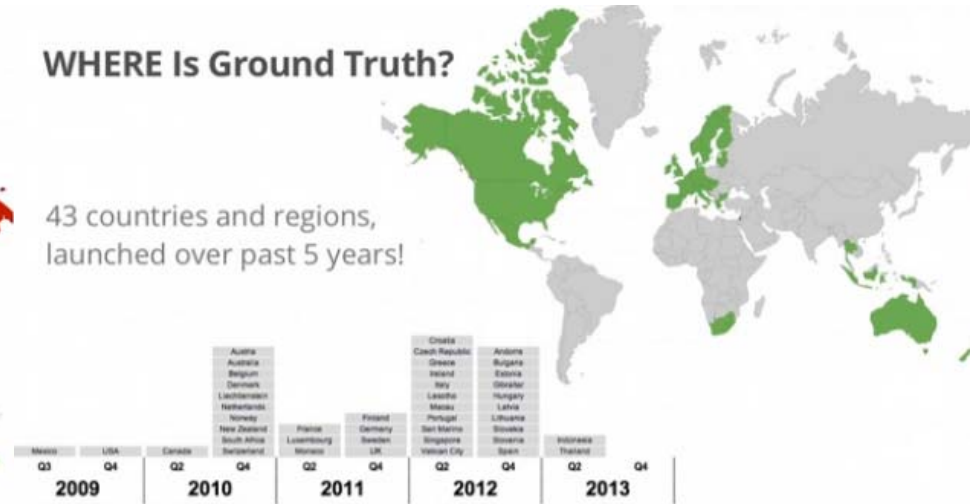 WHERE Is Ground Truth?
43 countries and regions,
launched over past 5 years!
Mexico
USA
Canada
Austria
Australia
Belgium
Denmark
Liechtenstein
Netherlands
Norway
New Zealand
South Africa
Switzerland
France
Luxembourg
Monaco
Finland
Germany
Sweden
UK
Croatia
Czech Republic
Greece
Ireland
Italy
Lesotho
Macau
Portugal
San Marino
Singapore
Vatican City
Andorra
Bulgaria
Estonia
Gibraltar
Hungary
Latvia
Lithuania
Slovakia
Slovenia
Spain
Indonesia
Thailand
Q3 Q4 Q2 Q4 Q2 Q4 Q2 Q4 Q2 Q4
2009 2010 2011 2012 2013